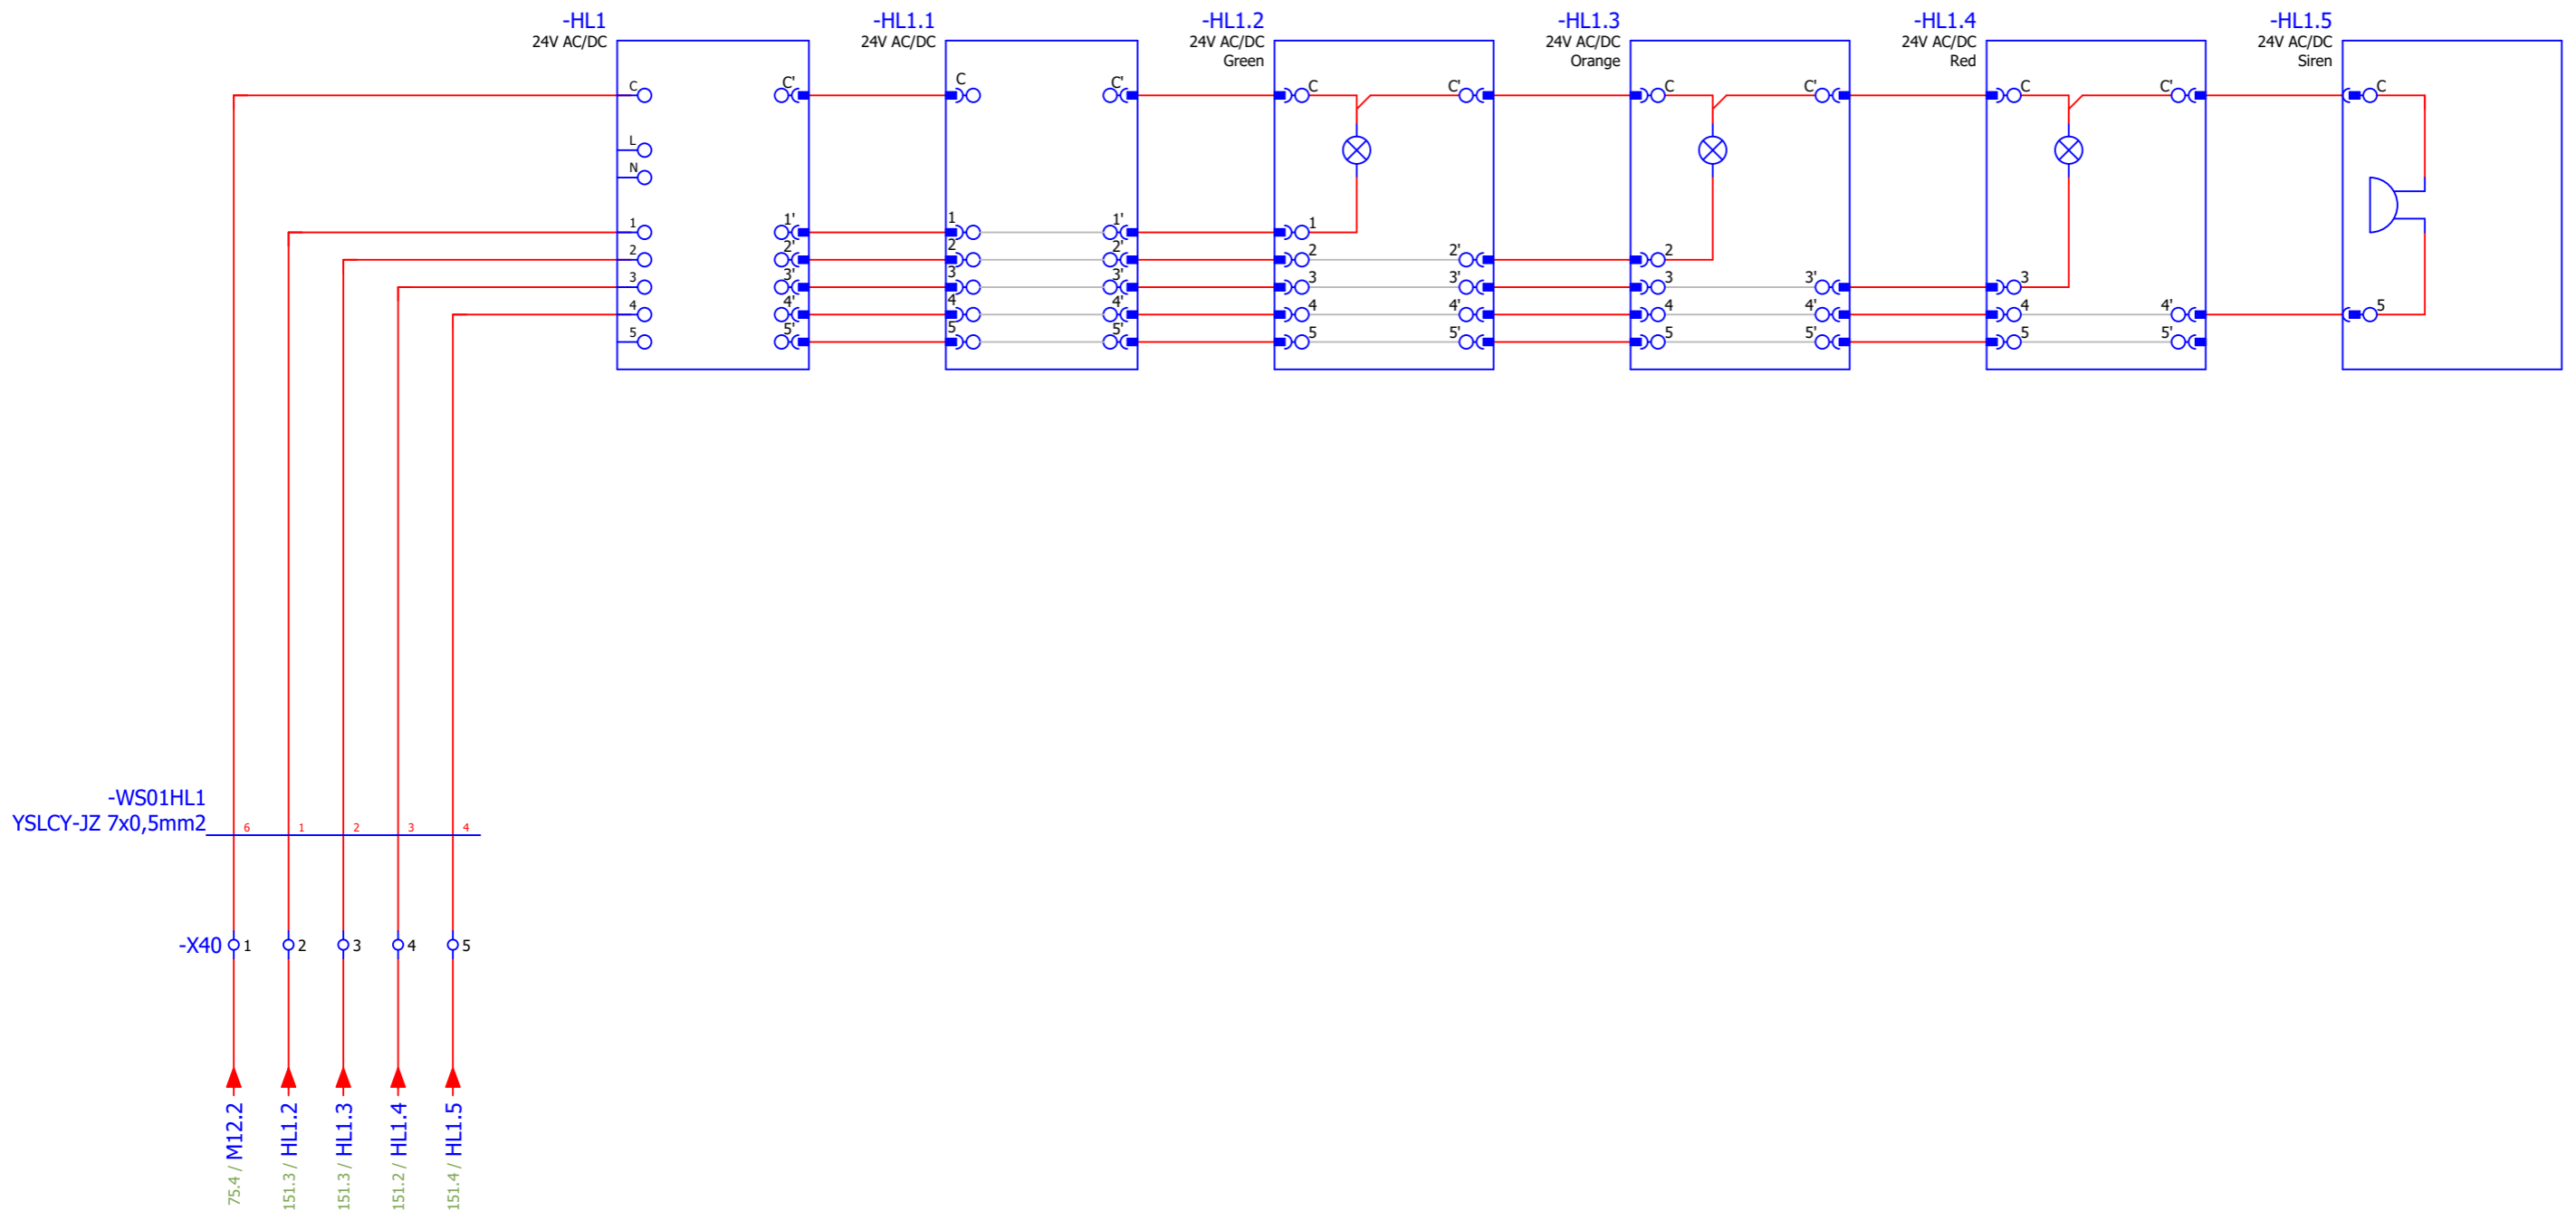 -HL1
24V AC/DC
-HL1.1
24V AC/DC
-HL1.2
24V AC/DC
Green
-HL1.3
24V AC/DC
Orange
-HL1.4
24V AC/DC
Red
-HL1.5
24V AC/DC
Siren
C C' C C' C C' C C' C C' C
L
N
1 1' 1 1' 1
2 2' 2 2' 2 2' 2
3 3' 3 3' 3 3' 3 3' 3
4 4' 4 4' 4 4' 4 4' 4 4' 5
5 5' 5 5' 5 5' 5 5' 5 5'
-WS01HL1
YSLCY-JZ 7x0,5mm2
6 1 2 3 4
-X40 1 2 3 4 5
75.4 / M12.2
151.3 / HL1.2
151.3 / HL1.3
151.2 / HL1.4
151.4 / HL1.5